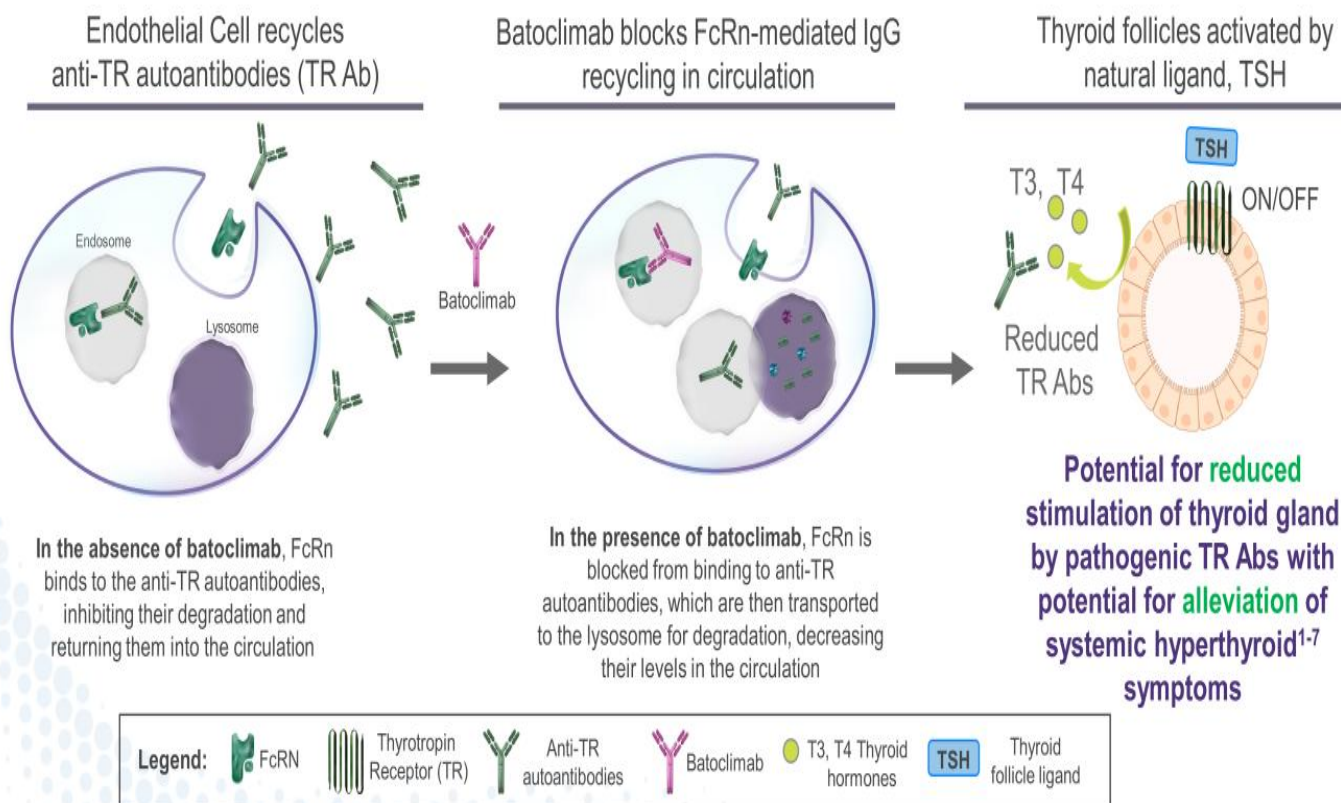 Endothelial Cell recycles
anti-TR autoantibodies (TR Ab)
Endosome
Lysosome
In the absence of batoclimab, FcRn
binds to the anti-TR autoantibodies,
inhibiting their degradation and
returning them into the circulation
Batoclimab
Batoclimab blocks FcRn-mediated IgG
recycling in circulation
In the presence of batoclimab, FcRn is
blocked from binding to anti-TR
autoantibodies, which are then transported
to the lysosome for degradation, decreasing
their levels in the circulation
Thyroid follicles activated by
natural ligand, TSH
TSH
T3, T4
ON/OFF
Reduced
TR Abs
Potential for reduced
stimulation of thyroid gland
by pathogenic TR Abs with
potential for alleviation of
systemic hyperthyroid1-7
symptoms
Legend:
FcRN
Thyrotropin
Receptor (TR)
Anti-TR
autoantibodies
Batoclimab
T3, T4 Thyroid
hormones
TSH
Thyroid
follicle ligand